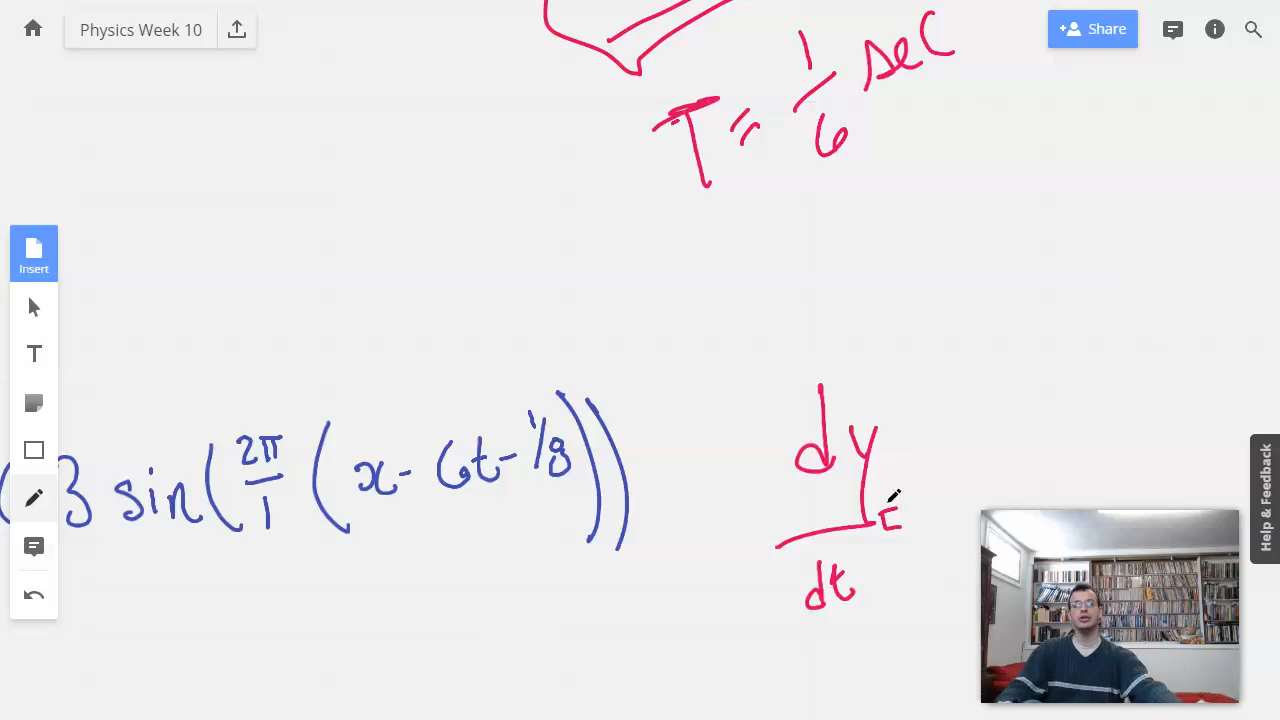 Physics Week 10
Share
T = 1/6 sec
Insert
T
(3 sin(2π/1 (x - 6t - 1/8))
dy/dt
E
Help & Feedback